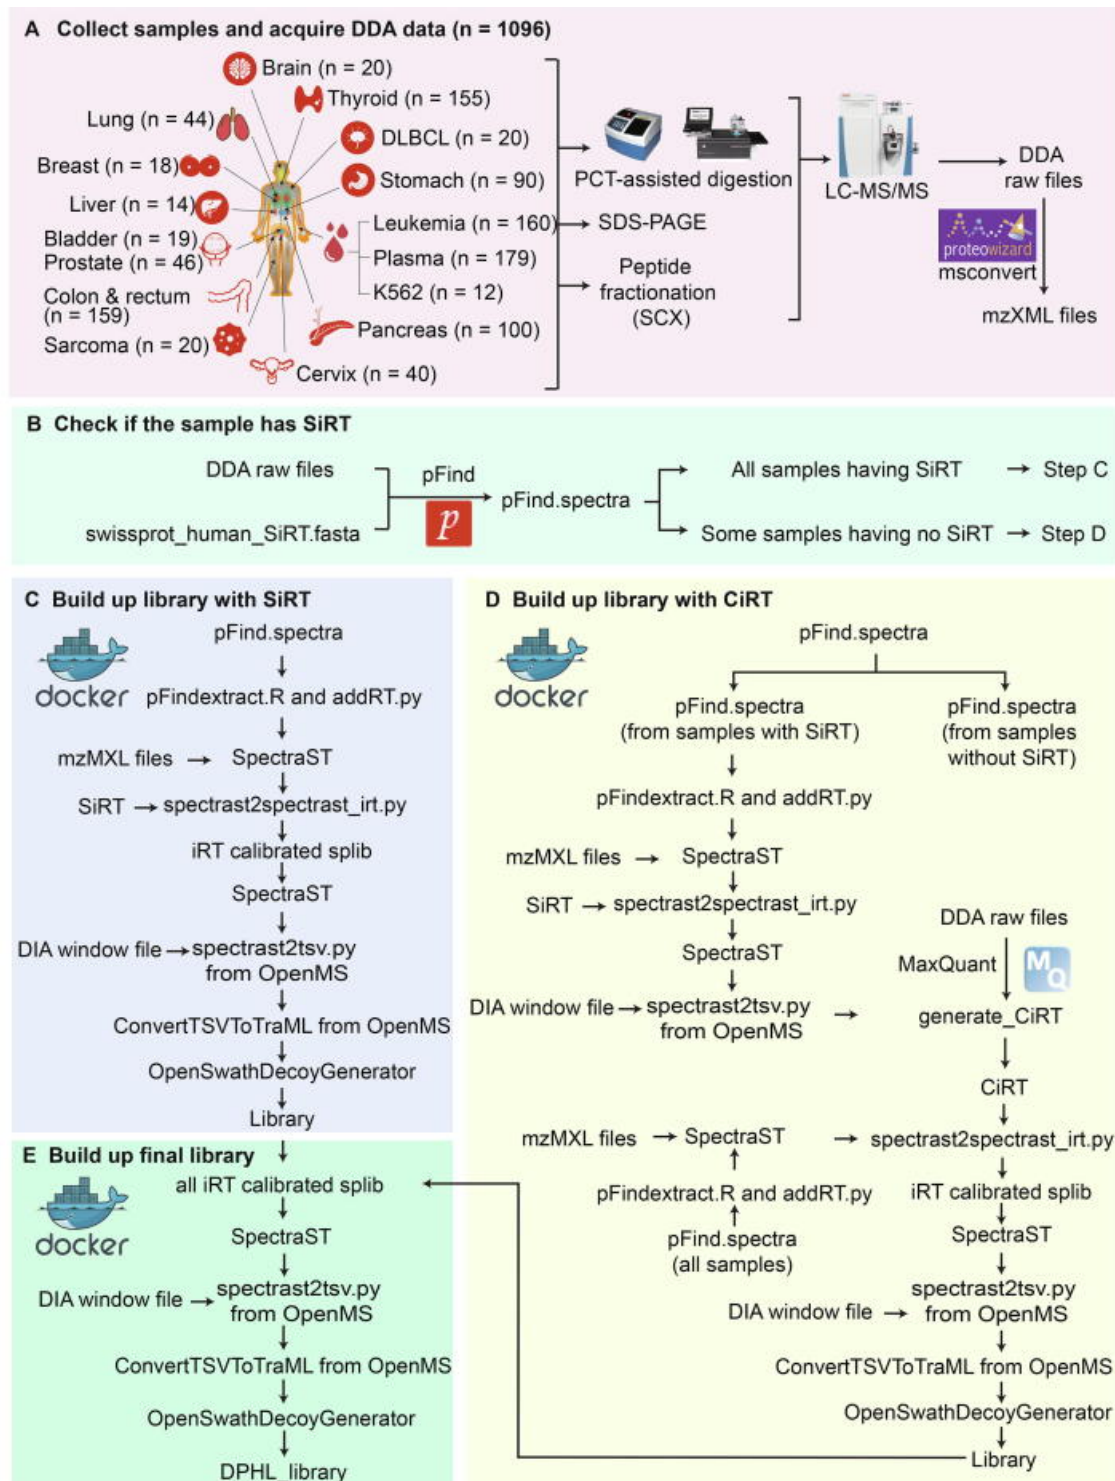 A Collect samples and acquire DDA data (n = 1096)
Brain (n = 20)
Thyroid (n = 155)
Lung (n = 44)
DLBCL (n = 20)
Breast (n = 18)
Stomach (n = 90)
Liver (n = 14)
Leukemia (n = 160)
Bladder (n = 19)
Prostate (n = 46)
Plasma (n = 179)
K562 (n = 12)
Colon & rectum
(n = 159)
Pancreas (n = 100)
Sarcoma (n = 20)
Cervix (n = 40)
PCT-assisted digestion
SDS-PAGE
Peptide
fractionation
(SCX)
LC-MS/MS
DDA
raw files
proteowizard
msconvert
mzXML files
B Check if the sample has SiRT
DDA raw files
swissprot_human_SiRT.fasta
pFind
p
pFind.spectra
All samples having SiRT
Step C
Some samples having no SiRT
Step D
C Build up library with SiRT
docker
pFind.spectra
pFindextract.R and addRT.py
mzMXL files
SpectraST
SiRT
spectrast2spectrast_irt.py
iRT calibrated splib
SpectraST
DIA window file
spectrast2tsv.py
from OpenMS
ConvertTSVToTraML from OpenMS
OpenSwathDecoyGenerator
Library
D Build up library with CiRT
docker
pFind.spectra
pFind.spectra
(from samples with SiRT)
pFind.spectra
(from samples
without SiRT)
pFindextract.R and addRT.py
mzMXL files
SpectraST
SiRT
spectrast2spectrast_irt.py
SpectraST
DIA window file
spectrast2tsv.py
from OpenMS
DDA raw files
MaxQuant
MQ
generate_CiRT
CiRT
mzMXL files
SpectraST
spectrast2spectrast_irt.py
pFindextract.R and addRT.py
pFind.spectra
(all samples)
iRT calibrated splib
SpectraST
DIA window file
spectrast2tsv.py
from OpenMS
ConvertTSVToTraML from OpenMS
OpenSwathDecoyGenerator
Library
E Build up final library
docker
all iRT calibrated splib
SpectraST
DIA window file
spectrast2tsv.py
from OpenMS
ConvertTSVToTraML from OpenMS
OpenSwathDecoyGenerator
DPHL_library